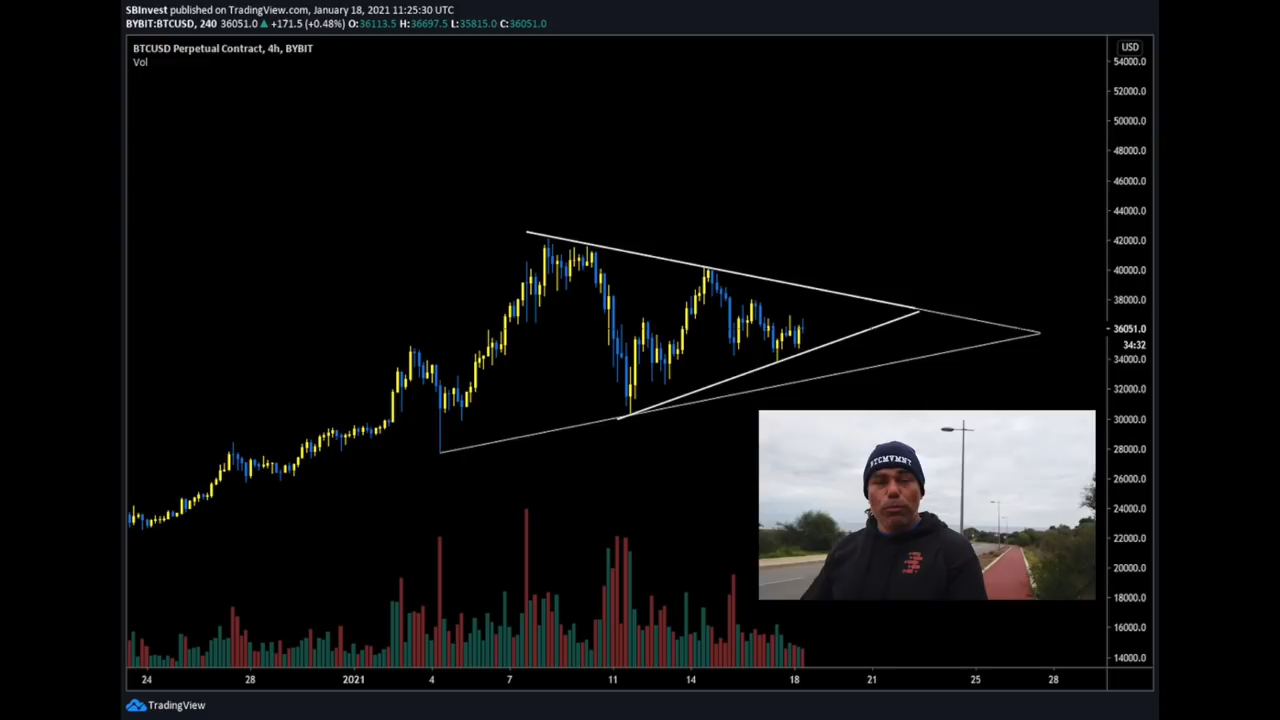 SBInvest published on TradingView.com, January 18, 2021 11:25:30 UTC
BYBIT:BTCUSD, 240 36051.0 ▲ +171.5 (+0.48%) O:36113.5 H:36697.5 L:35815.0 C:36051.0
BTCUSD Perpetual Contract, 4h, BYBIT
Vol
USD
54000.0
52000.0
50000.0
48000.0
46000.0
44000.0
42000.0
40000.0
38000.0
36051.0
34:32
34000.0
32000.0
30000.0
28000.0
26000.0
24000.0
22000.0
20000.0
18000.0
16000.0
14000.0
BTCMVMNT
24 28 2021 4 7 11 14 18 21 25 28
TradingView